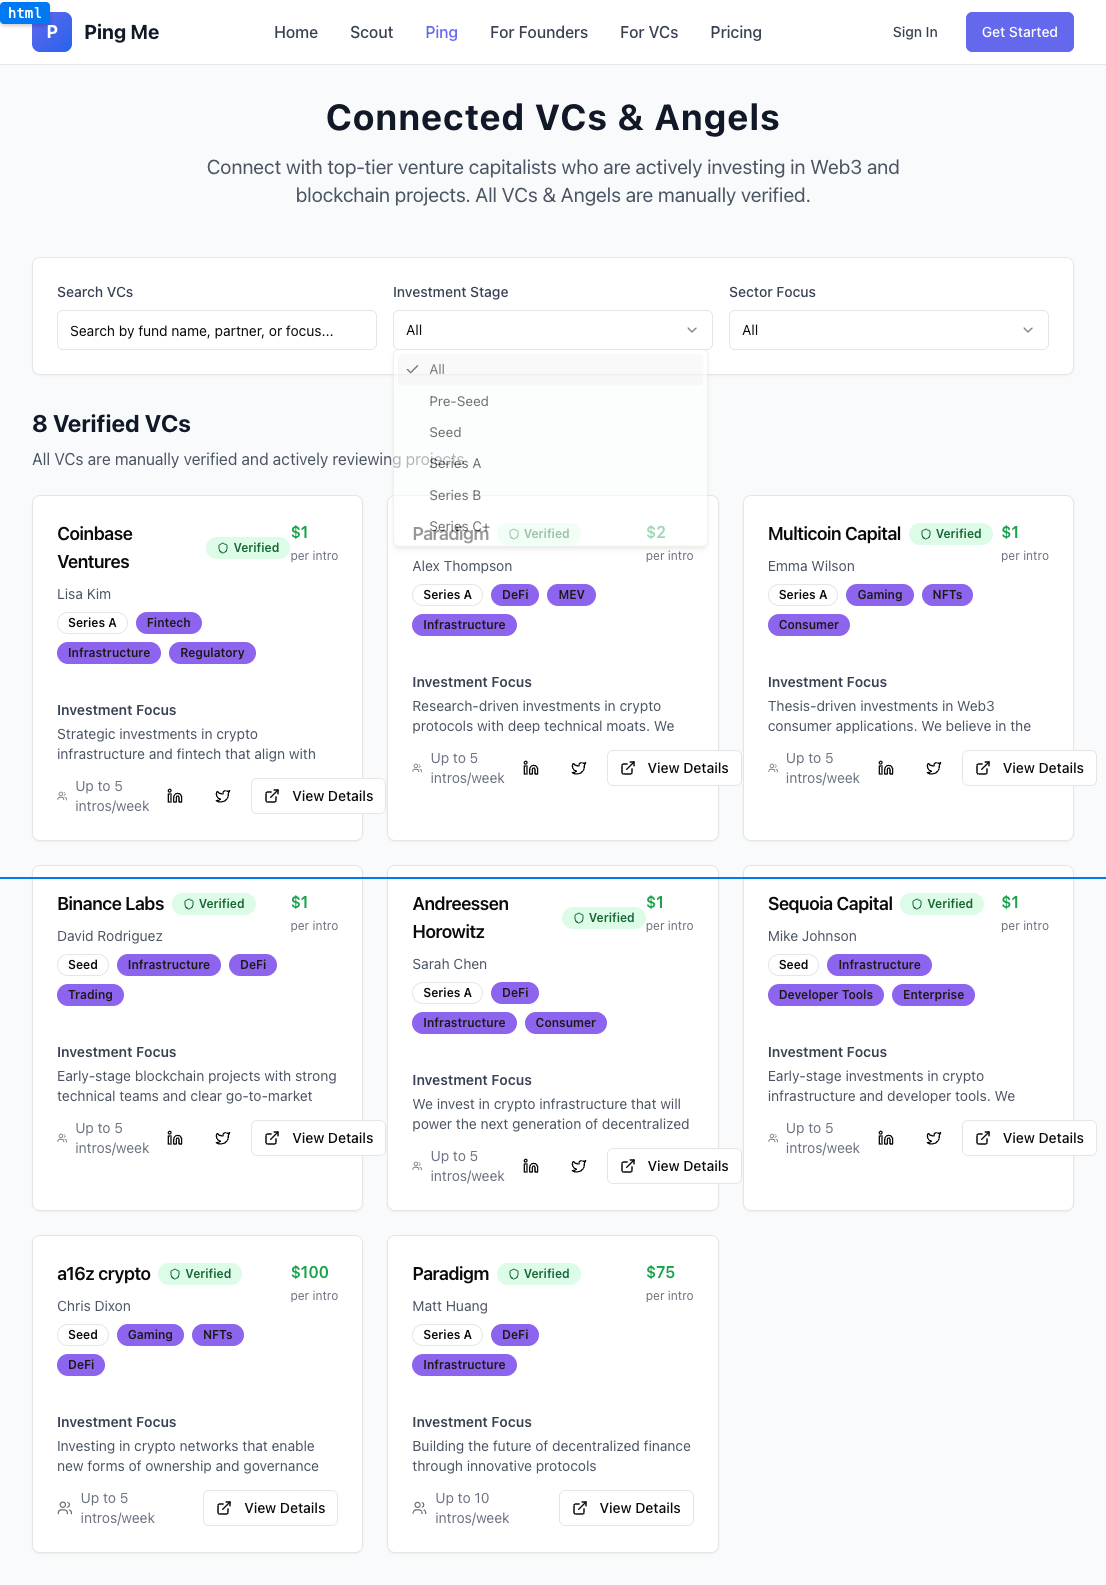 html
P
Ping Me
Home
Scout
Ping
For Founders
For VCs
Pricing
Sign In
Get Started
Connected VCs & Angels
Connect with top-tier venture capitalists who are actively investing in Web3 and
blockchain projects. All VCs & Angels are manually verified.
Search VCs
Search by fund name, partner, or focus...
Investment Stage
All
Sector Focus
All
All
Pre-Seed
Seed
Series A
Series B
Series C+
8 Verified VCs
All VCs are manually verified and actively reviewing projects.
Coinbase
Ventures
Verified
$1
per intro
Lisa Kim
Series A
Fintech
Infrastructure
Regulatory
Investment Focus
Strategic investments in crypto
infrastructure and fintech that align with
Up to 5
intros/week
View Details
Paradigm
Verified
$2
per intro
Alex Thompson
Series A
DeFi
MEV
Infrastructure
Investment Focus
Research-driven investments in crypto
protocols with deep technical moats. We
Up to 5
intros/week
View Details
Multicoin Capital
Verified
$1
per intro
Emma Wilson
Series A
Gaming
NFTs
Consumer
Investment Focus
Thesis-driven investments in Web3
consumer applications. We believe in the
Up to 5
intros/week
View Details
Binance Labs
Verified
$1
per intro
David Rodriguez
Seed
Infrastructure
DeFi
Trading
Investment Focus
Early-stage blockchain projects with strong
technical teams and clear go-to-market
Up to 5
intros/week
View Details
Andreessen
Horowitz
Verified
$1
per intro
Sarah Chen
Series A
DeFi
Infrastructure
Consumer
Investment Focus
We invest in crypto infrastructure that will
power the next generation of decentralized
Up to 5
intros/week
View Details
Sequoia Capital
Verified
$1
per intro
Mike Johnson
Seed
Infrastructure
Developer Tools
Enterprise
Investment Focus
Early-stage investments in crypto
infrastructure and developer tools. We
Up to 5
intros/week
View Details
a16z crypto
Verified
$100
per intro
Chris Dixon
Seed
Gaming
NFTs
DeFi
Investment Focus
Investing in crypto networks that enable
new forms of ownership and governance
Up to 5
intros/week
View Details
Paradigm
Verified
$75
per intro
Matt Huang
Series A
DeFi
Infrastructure
Investment Focus
Building the future of decentralized finance
through innovative protocols
Up to 10
intros/week
View Details